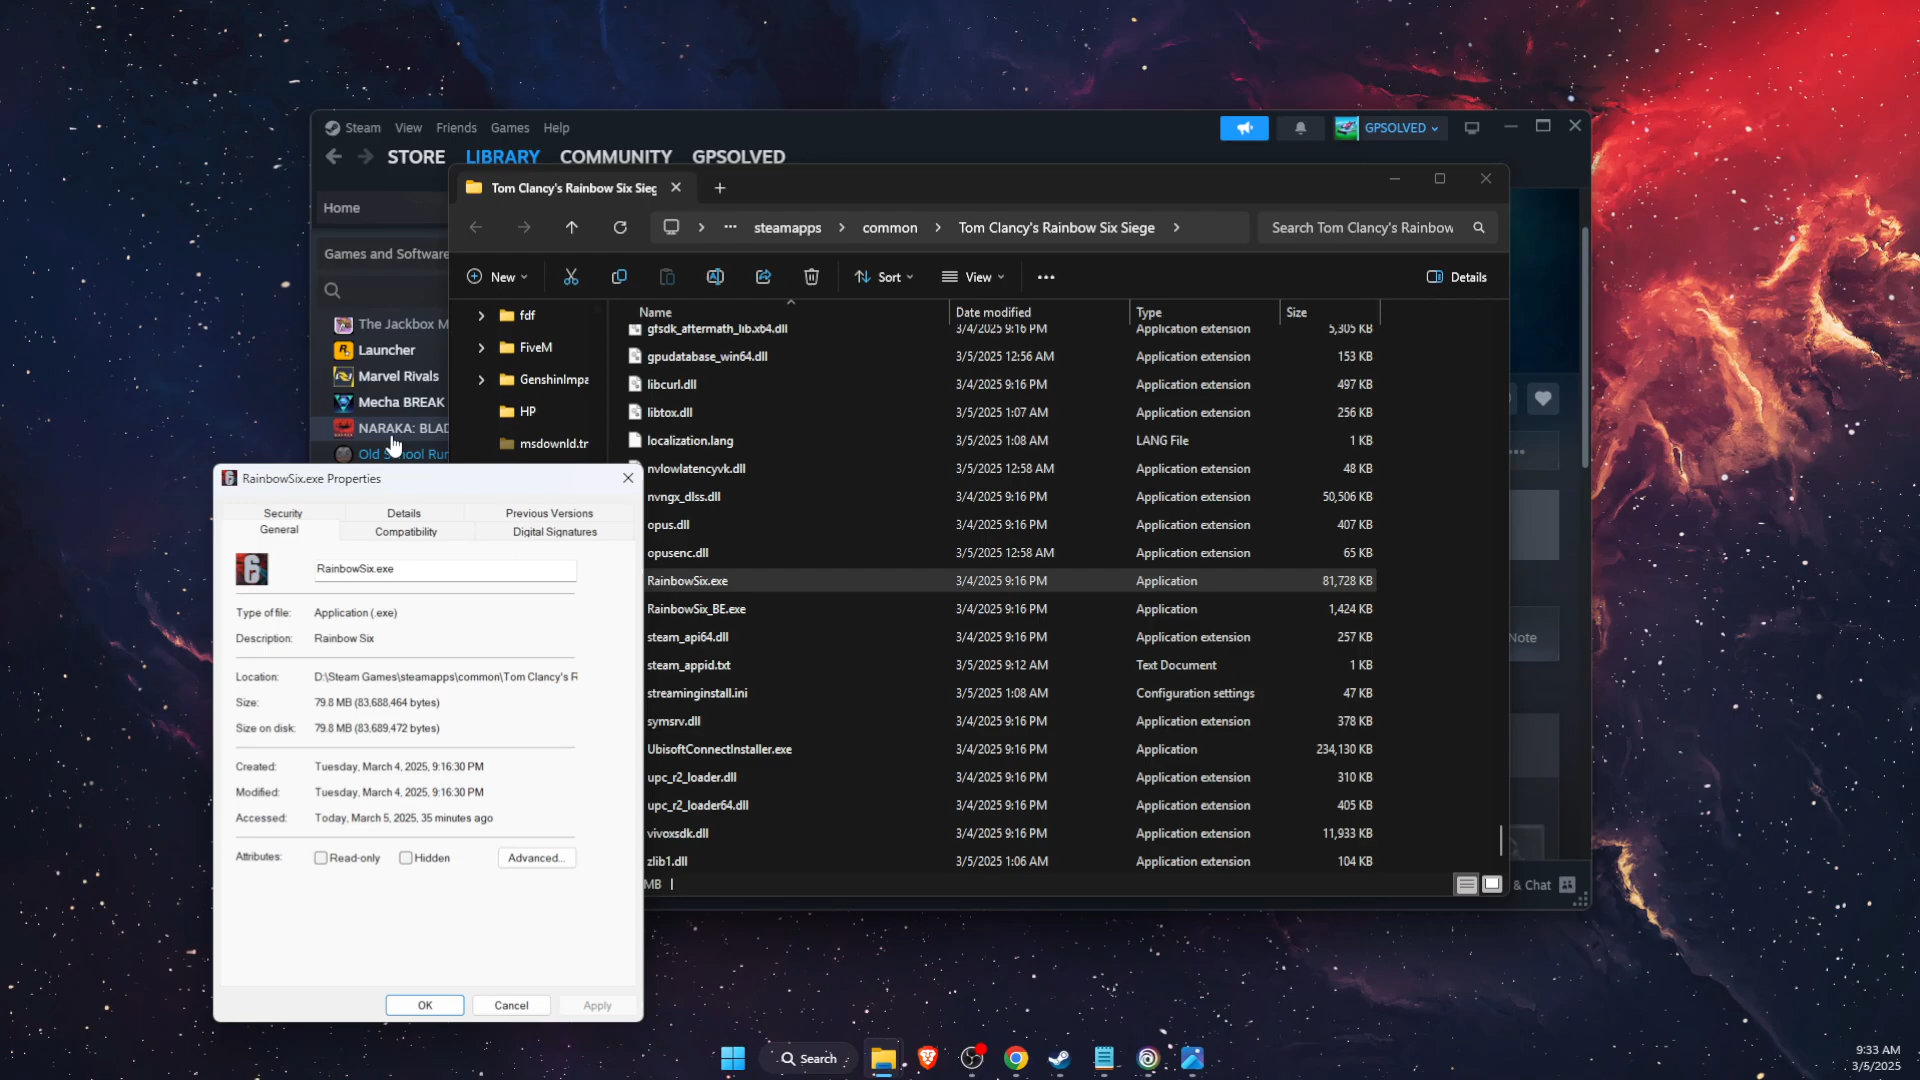 Steam View Friends Games Help
GPSOLVED
STORE LIBRARY COMMUNITY GPSOLVED
Home
Games and Software
The Jackbox M
Launcher
Marvel Rivals
Mecha BREAK
NARAKA: BLAD
Old School Run
Tom Clancy's Rainbow Six Sieg
steamapps common Tom Clancy's Rainbow Six Siege
Search Tom Clancy's Rainbow
New Sort View Details
fdf
FiveM
GenshinImpa
HP
msdownld.tr
Name Date modified Type Size
gfsdk_aftermath_lib.x64.dll 3/4/2025 9:16 PM Application extension 5,305 KB
gpudatabase_win64.dll 3/5/2025 12:56 AM Application extension 153 KB
libcurl.dll 3/4/2025 9:16 PM Application extension 497 KB
libtox.dll 3/5/2025 1:07 AM Application extension 256 KB
localization.lang 3/5/2025 1:08 AM LANG File 1 KB
nvlowlatencyvk.dll 3/5/2025 12:58 AM Application extension 48 KB
nvngx_dlss.dll 3/4/2025 9:16 PM Application extension 50,506 KB
opus.dll 3/4/2025 9:16 PM Application extension 407 KB
opusenc.dll 3/5/2025 12:58 AM Application extension 65 KB
RainbowSix.exe 3/4/2025 9:16 PM Application 81,728 KB
RainbowSix_BE.exe 3/4/2025 9:16 PM Application 1,424 KB
steam_api64.dll 3/4/2025 9:16 PM Application extension 257 KB
steam_appid.txt 3/5/2025 9:12 AM Text Document 1 KB
streaminginstall.ini 3/5/2025 1:08 AM Configuration settings 47 KB
symsrv.dll 3/4/2025 9:16 PM Application extension 378 KB
UbisoftConnectInstaller.exe 3/4/2025 9:16 PM Application 234,130 KB
upc_r2_loader.dll 3/4/2025 9:16 PM Application extension 310 KB
upc_r2_loader64.dll 3/4/2025 9:16 PM Application extension 405 KB
vivoxsdk.dll 3/4/2025 9:16 PM Application extension 11,933 KB
zlib1.dll 3/5/2025 1:06 AM Application extension 104 KB
MB
Note
& Chat
RainbowSix.exe Properties
Security Details Previous Versions
General Compatibility Digital Signatures
RainbowSix.exe
Type of file: Application (.exe)
Description: Rainbow Six
Location: D:\Steam Games\steamapps\common\Tom Clancy's R
Size: 79.8 MB (83,688,464 bytes)
Size on disk: 79.8 MB (83,689,472 bytes)
Created: Tuesday, March 4, 2025, 9:16:30 PM
Modified: Tuesday, March 4, 2025, 9:16:30 PM
Accessed: Today, March 5, 2025, 35 minutes ago
Attributes: Read-only Hidden Advanced...
OK Cancel Apply
Search
9:33 AM
3/5/2025